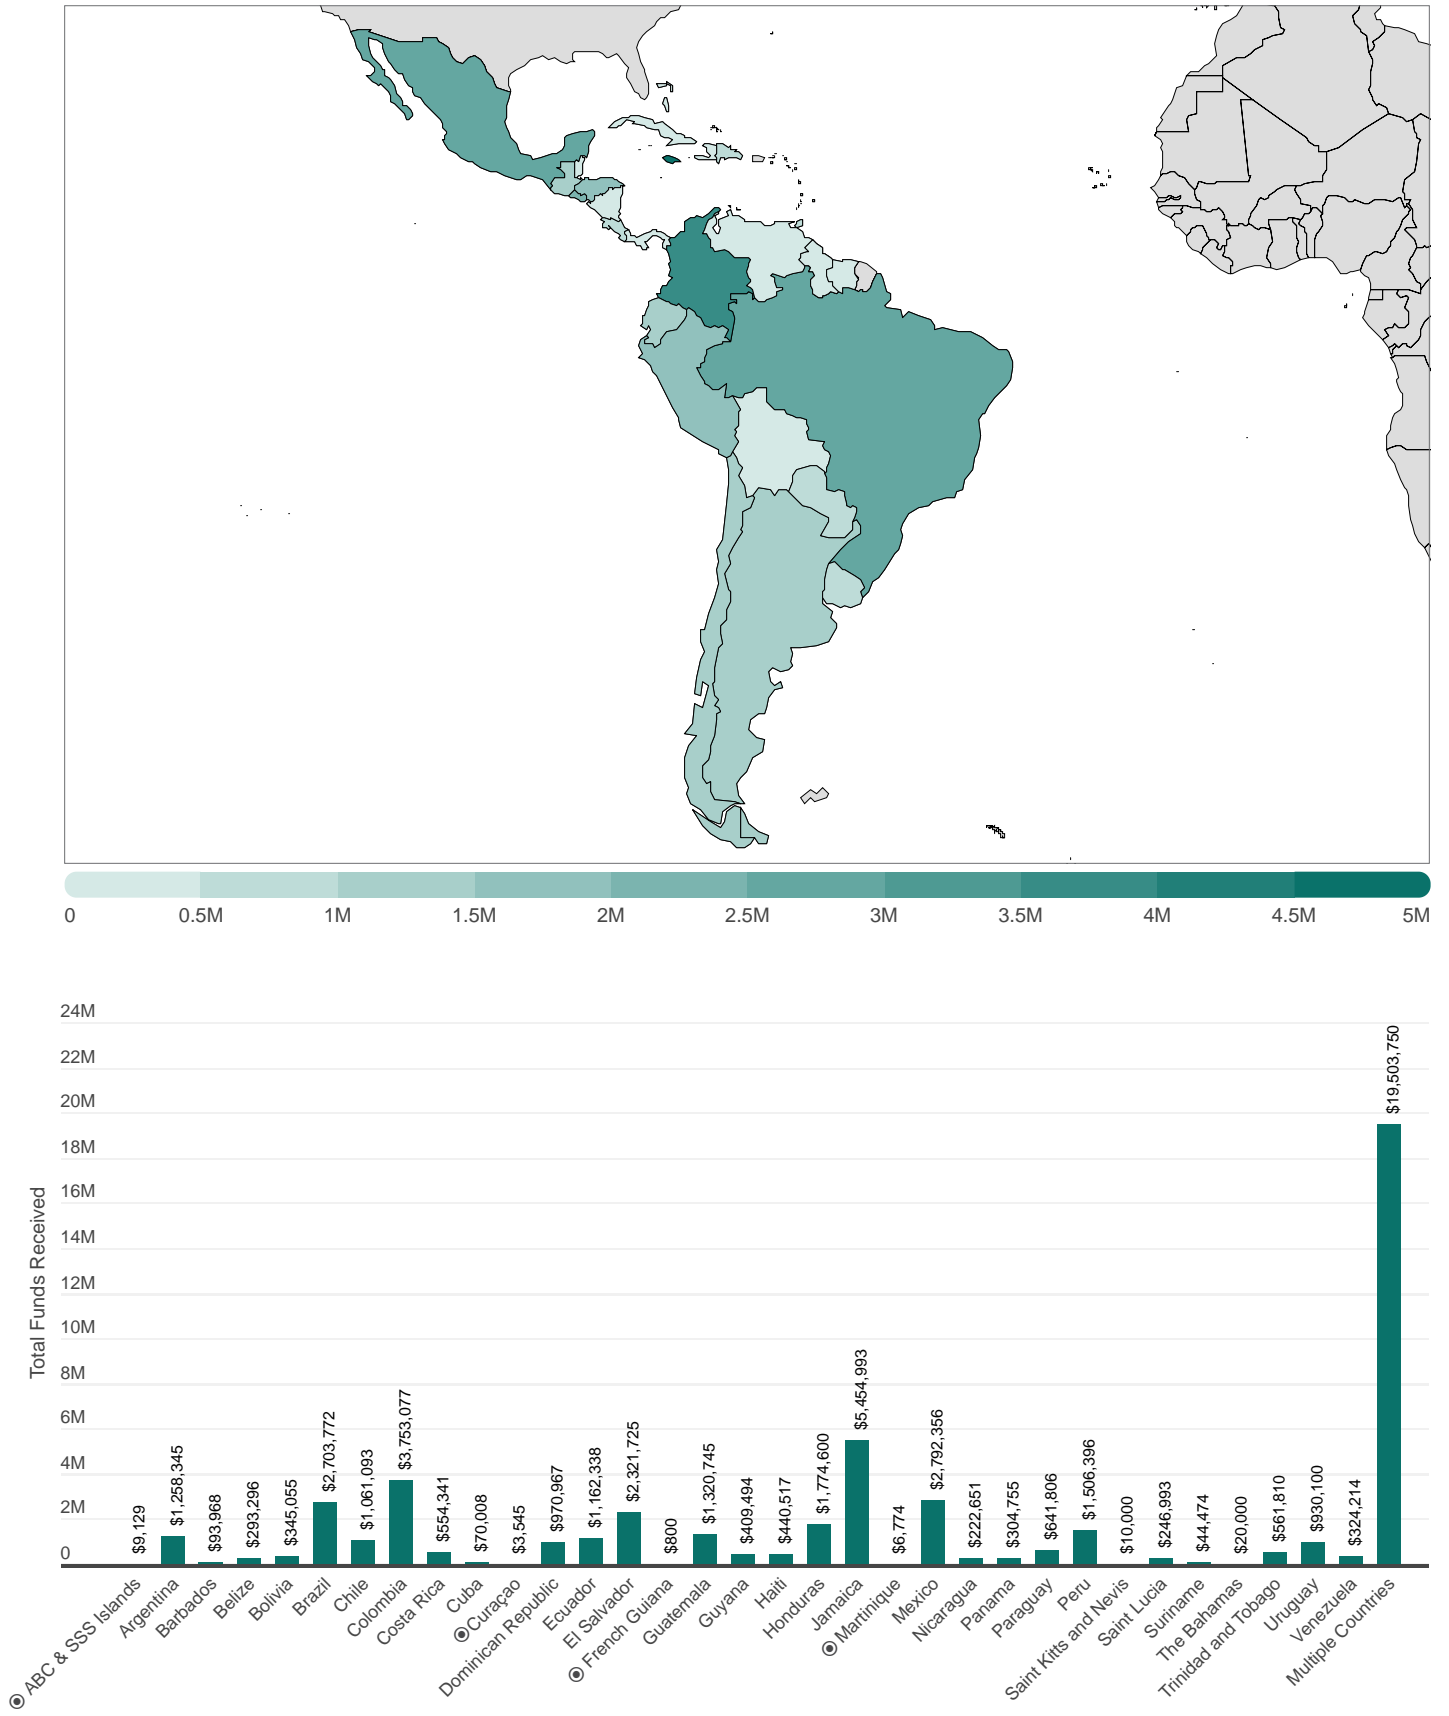 0 0.5M 1M 1.5M 2M 2.5M 3M 3.5M 4M 4.5M 5M
Total Funds Received
24M
22M
20M
18M
16M
14M
12M
10M
8M
6M
4M
2M
0
$9,129
$1,258,345
$93,968
$293,296
$345,055
$2,703,772
$1,061,093
$3,753,077
$554,341
$70,008
$3,545
$970,967
$1,162,338
$2,321,725
$800
$1,320,745
$409,494
$440,517
$1,774,600
$5,454,993
$6,774
$2,792,356
$222,651
$304,755
$641,806
$1,506,396
$10,000
$246,993
$44,474
$20,000
$561,810
$930,100
$324,214
$19,503,750
ABC & SSS Islands
Argentina
Barbados
Belize
Bolivia
Brazil
Chile
Colombia
Costa Rica
Cuba
Curaçao
Dominican Republic
Ecuador
El Salvador
French Guiana
Guatemala
Guyana
Haiti
Honduras
Jamaica
Martinique
Mexico
Nicaragua
Panama
Paraguay
Peru
Saint Kitts and Nevis
Saint Lucia
Suriname
The Bahamas
Trinidad and Tobago
Uruguay
Venezuela
Multiple Countries